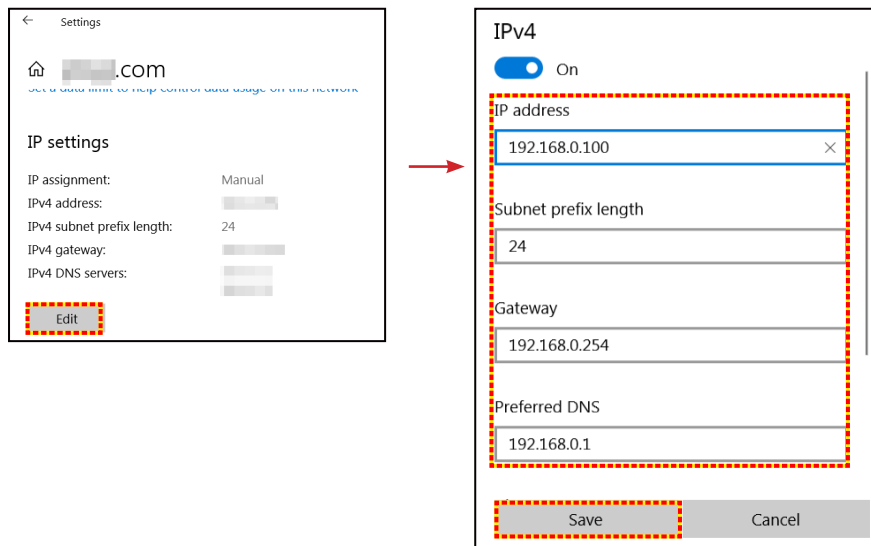 Settings
.com
Set a data limit to help control data usage on this network
IP settings
IP assignment: Manual
IPv4 address:
IPv4 subnet prefix length: 24
IPv4 gateway:
IPv4 DNS servers:
Edit
IPv4
On
IP address
192.168.0.100
Subnet prefix length
24
Gateway
192.168.0.254
Preferred DNS
192.168.0.1
Save Cancel